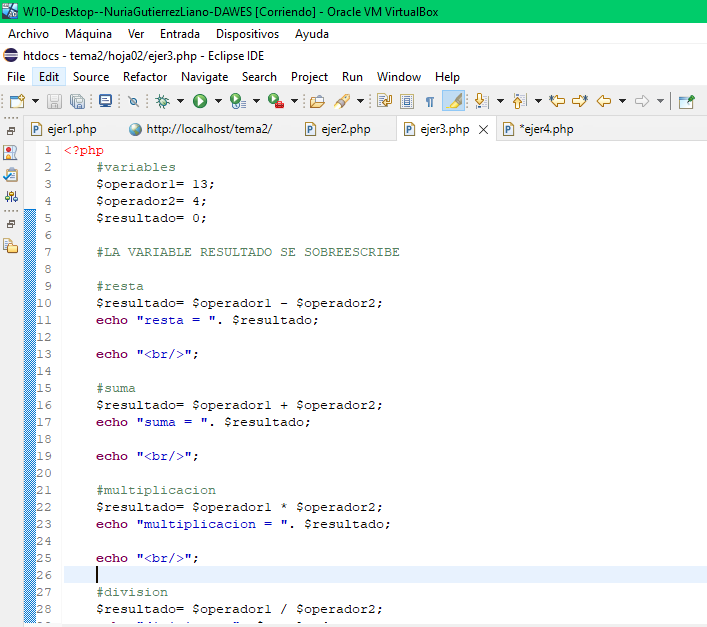 W10-Desktop--NuriaGutierrezLiano-DAWES [Corriendo] - Oracle VM VirtualBox
Archivo Máquina Ver Entrada Dispositivos Ayuda
htdocs - tema2/hoja02/ejer3.php - Eclipse IDE
File Edit Source Refactor Navigate Search Project Run Window Help
ejer1.php http://localhost/tema2/ ejer2.php ejer3.php *ejer4.php
1 <?php
2 #variables
3 $operador1= 13;
4 $operador2= 4;
5 $resultado= 0;
6
7 #LA VARIABLE RESULTADO SE SOBREESCRIBE
8
9 #resta
10 $resultado= $operador1 - $operador2;
11 echo "resta = ". $resultado;
12
13 echo "<br/>";
14
15 #suma
16 $resultado= $operador1 + $operador2;
17 echo "suma = ". $resultado;
18
19 echo "<br/>";
20
21 #multiplicacion
22 $resultado= $operador1 * $operador2;
23 echo "multiplicacion = ". $resultado;
24
25 echo "<br/>";
26
27 #division
28 $resultado= $operador1 / $operador2;